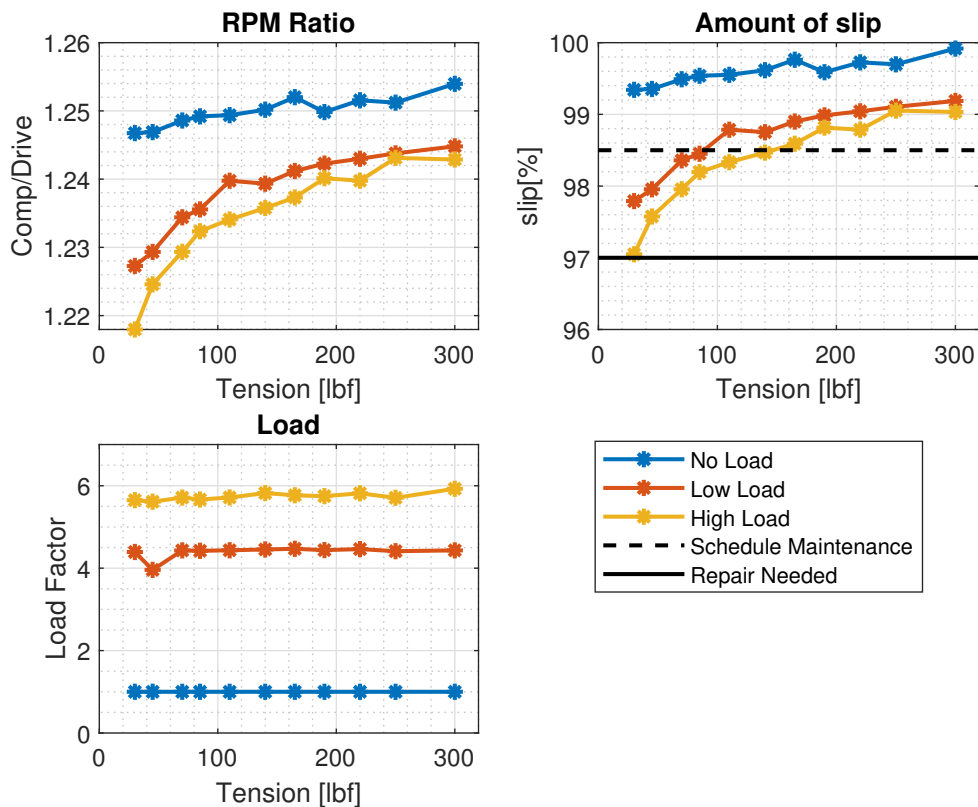 RPM Ratio
1.26
1.25
1.24
1.23
1.22
Comp/Drive
0
100
200
300
Tension [lbf]
Amount of slip
100
99
98
97
96
slip[%]
0
100
200
300
Tension [lbf]
Load
6
4
2
0
Load Factor
0
100
200
300
Tension [lbf]
No Load
Low Load
High Load
Schedule Maintenance
Repair Needed